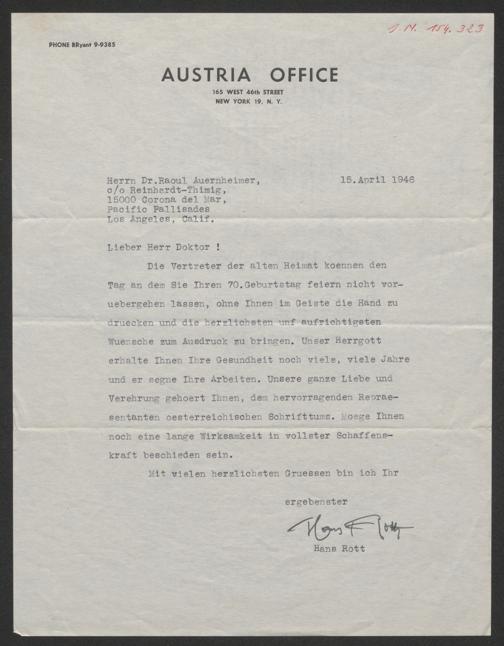 J.N. 154.323
PHONE BRyant 9-9385
AUSTRIA OFFICE
165 WEST 46th STREET
NEW YORK 19, N. Y.
Herrn Dr.Raoul Auernheimer, 15.April 1946
c/o Reinhardt-Thimig,
15000 Corona del Mar,
Pacific Pallisades
Los Angeles, Calif.
Lieber Herr Doktor !
Die Vertreter der alten Heimat koennen den
Tag an dem Sie Ihren 70.Geburtstag feiern nicht vor-
uebergehen lassen, ohne Ihnen im Geiste die Hand zu
druecken und die herzlichsten unf aufrichtigsten
Wuensche zum Ausdruck zu bringen. Unser Herrgott
erhalte Ihnen Ihre Gesundheit noch viele, viele Jahre
und er segne Ihre Arbeiten. Unsere ganze Liebe und
Verehrung gehoert Ihnen, dem hervorragenden Reprae-
sentanten oesterreichischen Schrifttums. Moege Ihnen
noch eine lange Wirksamkeit in vollster Schaffens-
kraft beschieden sein.
Mit vielen herzlichsten Gruessen bin ich Ihr
ergebenster
Hans Rott
Hans Rott